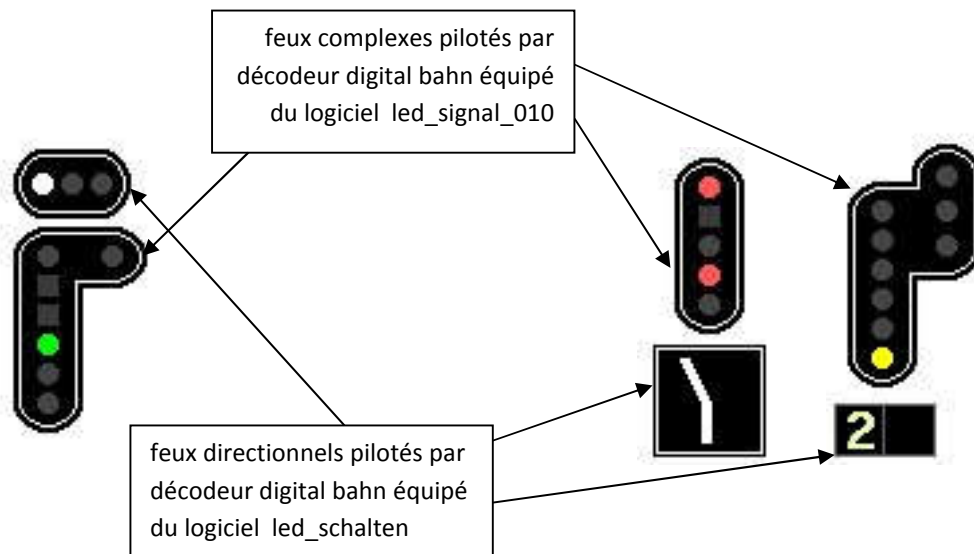 feux complexes pilotés par
décodeur digital bahn équipé
du logiciel led_signal_010
2
feux directionnels pilotés par
décodeur digital bahn équipé
du logiciel led_schalten